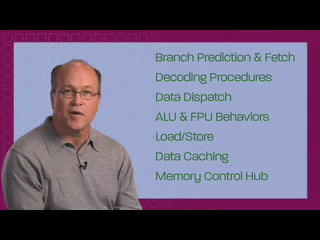 Branch Prediction & Fetch
Decoding Procedures
Data Dispatch
ALU & FPU Behaviors
Load/Store
Data Caching
Memory Control Hub